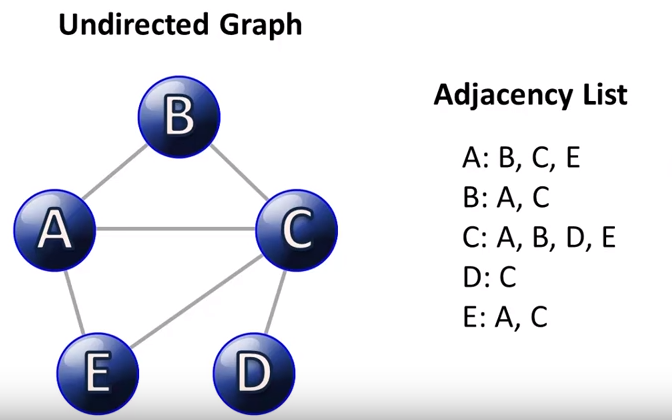 Undirected Graph
B
A
C
E
D
Adjacency List
A: B, C, E
B: A, C
C: A, B, D, E
D: C
E: A, C